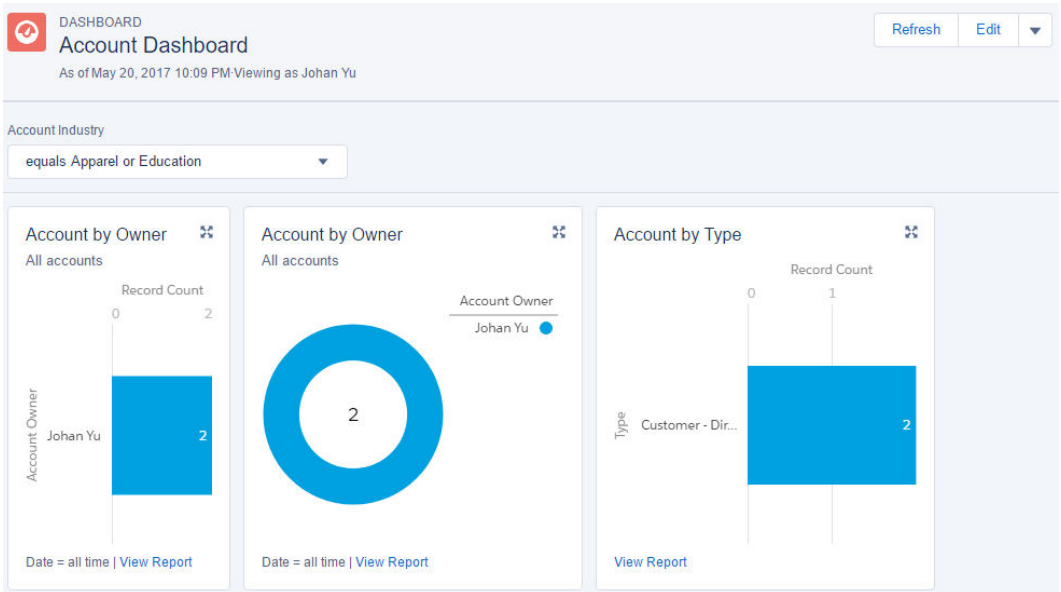 DASHBOARD
Account Dashboard
As of May 20, 2017 10:09 PM·Viewing as Johan Yu
Refresh
Edit
Account Industry
equals Apparel or Education
Account by Owner
All accounts
Record Count
0 2
Account Owner
Johan Yu
2
Date = all time | View Report
Account by Owner
All accounts
Account Owner
Johan Yu
2
Date = all time | View Report
Account by Type
Record Count
0 1
Type
Customer - Dir...
2
View Report